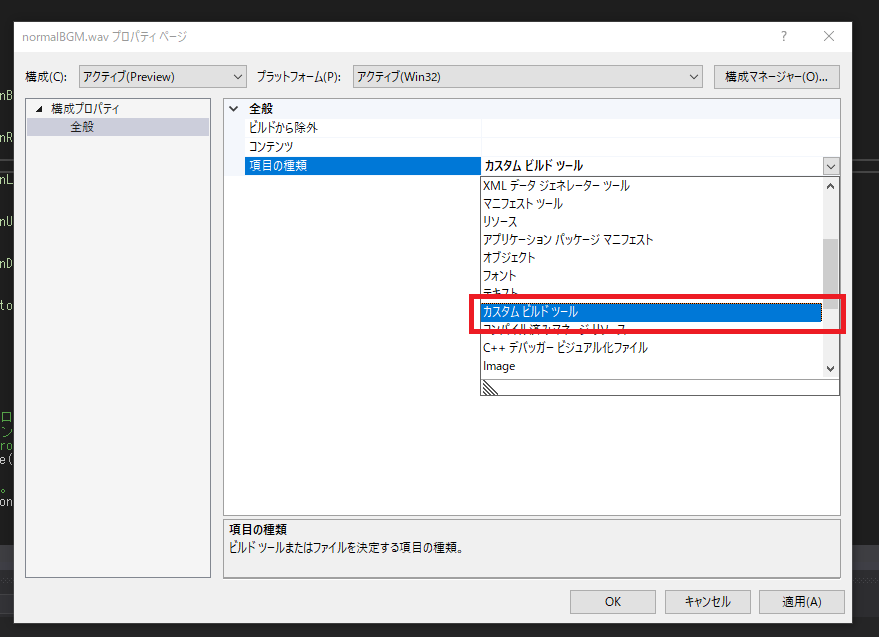 normalBGM.wav プロパティ ページ
?
構成(C): アクティブ(Preview) プラットフォーム(P): アクティブ(Win32) 構成マネージャー(O)...
構成プロパティ
全般
全般
ビルドから除外
コンテンツ
項目の種類 カスタム ビルド ツール
XML データ ジェネレーター ツール
マニフェスト ツール
リソース
アプリケーション パッケージ マニフェスト
オブジェクト
フォント
テキスト
カスタム ビルド ツール
コンパイル済みマネージ リソース
C++ デバッガー ビジュアル化ファイル
Image
項目の種類
ビルド ツールまたはファイルを決定する項目の種類。
OK キャンセル 適用(A)
nB
nR
nL
nU
nD
to
ロ
ン
ro
e(
。
on